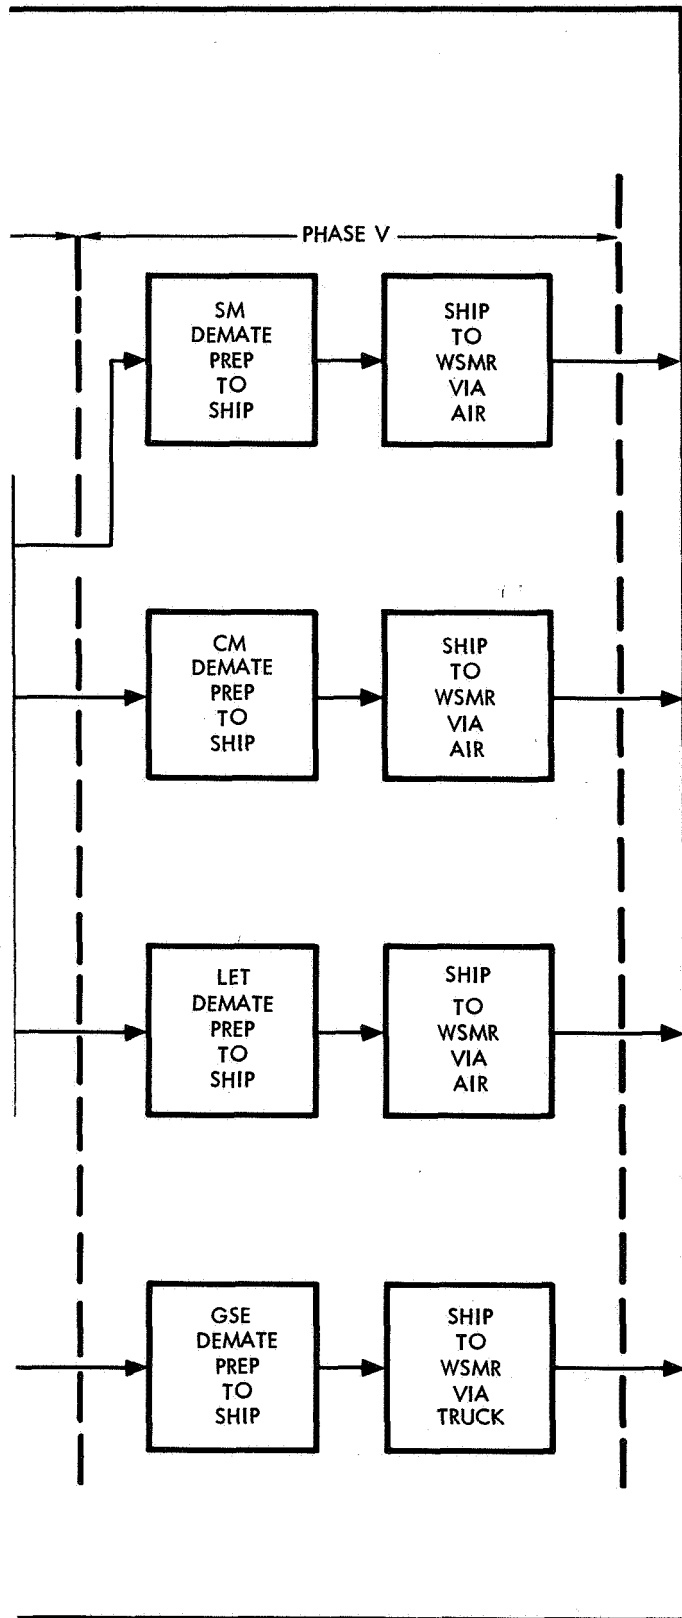 PHASE V
SM
DEMATE
PREP
TO
SHIP
SHIP
TO
WSMR
VIA
AIR
CM
DEMATE
PREP
TO
SHIP
SHIP
TO
WSMR
VIA
AIR
LET
DEMATE
PREP
TO
SHIP
SHIP
TO
WSMR
VIA
AIR
GSE
DEMATE
PREP
TO
SHIP
SHIP
TO
WSMR
VIA
TRUCK